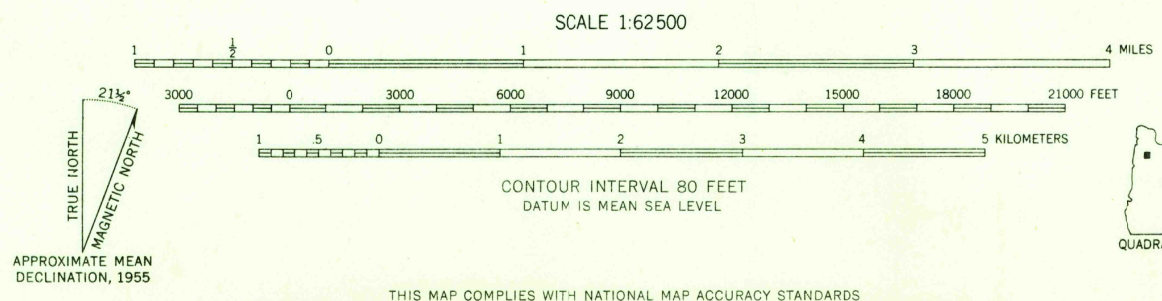 SCALE 1:62500
1 ½ 0 1 2 3 4 MILES
3000 0 3000 6000 9000 12000 15000 18000 21000 FEET
1 .5 0 1 2 3 4 5 KILOMETERS
21½°
TRUE NORTH
MAGNETIC NORTH
APPROXIMATE MEAN
DECLINATION, 1955
CONTOUR INTERVAL 80 FEET
DATUM IS MEAN SEA LEVEL
THIS MAP COMPLIES WITH NATIONAL MAP ACCURACY STANDARDS
QUADRA